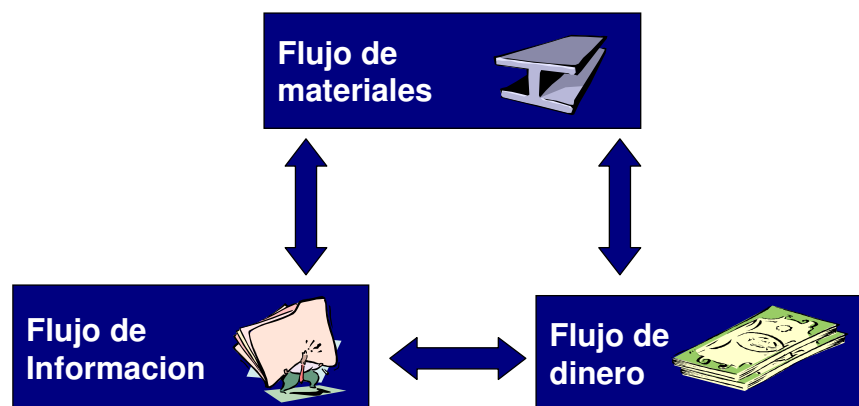 Flujo de
materiales
Flujo de
Informacion
Flujo de
dinero